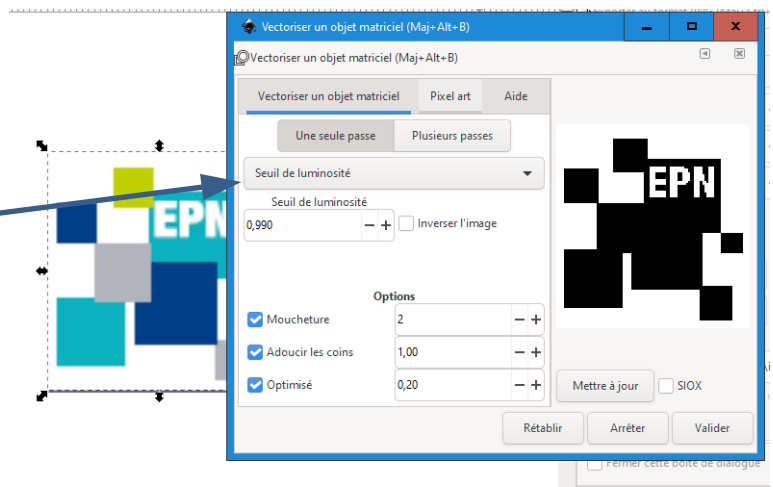 Vectoriser un objet matriciel (Maj+Alt+B)
Vectoriser un objet matriciel (Maj+Alt+B)
Vectoriser un objet matriciel Pixel art Aide
Une seule passe Plusieurs passes
Seuil de luminosité
Seuil de luminosité
0,990 Inverser l'image
EPN
EPN
Options
Moucheture 2
Adoucir les coins 1,00
Optimisé 0,20
Mettre à jour SIOX
Rétablir Arrêter Valider
Fermer cette boîte de dialogue